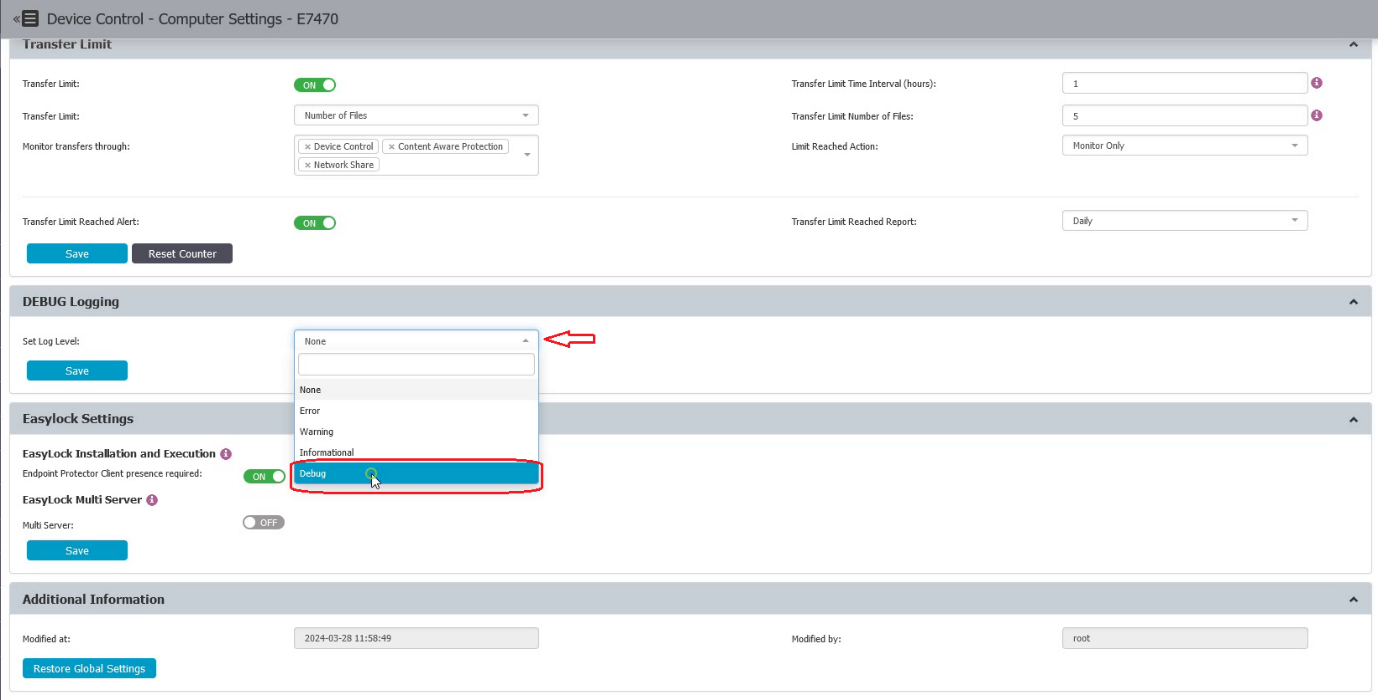 « Device Control - Computer Settings - E7470
Transfer Limit
Transfer Limit: ON Transfer Limit Time Interval (hours): 1
Transfer Limit: Number of Files Transfer Limit Number of Files: 5
Monitor transfers through: × Device Control × Content Aware Protection Limit Reached Action: Monitor Only
× Network Share
Transfer Limit Reached Alert: ON Transfer Limit Reached Report: Daily
Save Reset Counter
DEBUG Logging
Set Log Level: None
Save
None
Error
Warning
Informational
Debug
Easylock Settings
EasyLock Installation and Execution
Endpoint Protector Client presence required: ON
EasyLock Multi Server
Multi Server: OFF
Save
Additional Information
Modified at: 2024-03-28 11:58:49 Modified by: root
Restore Global Settings